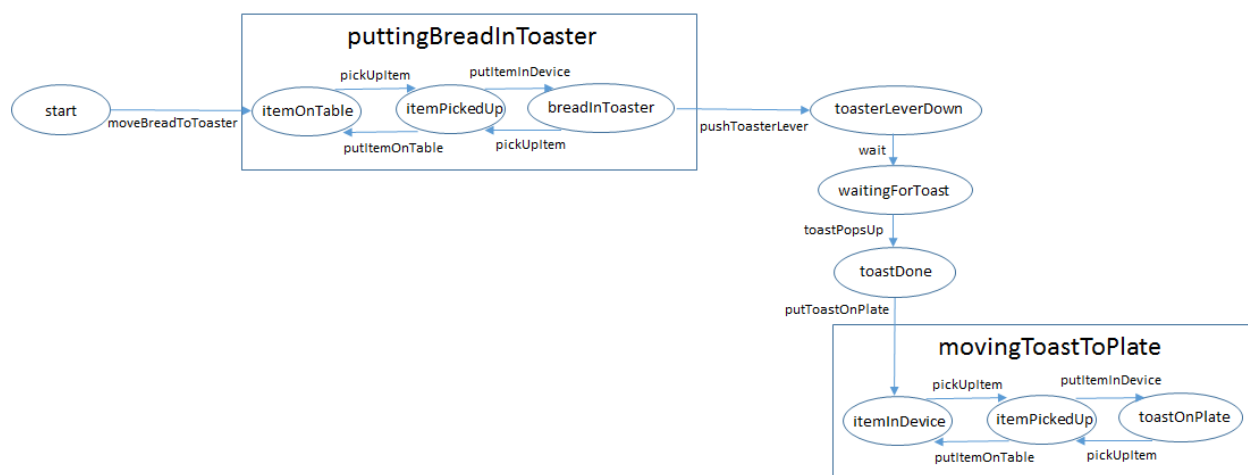 puttingBreadInToaster
pickUpItem
putItemInDevice
start
moveBreadToToaster
itemOnTable
itemPickedUp
breadInToaster
putItemOnTable
pickUpItem
pushToasterLever
toasterLeverDown
wait
waitingForToast
toastPopsUp
toastDone
putToastOnPlate
movingToastToPlate
pickUpItem
putItemInDevice
itemInDevice
itemPickedUp
toastOnPlate
putItemOnTable
pickUpItem